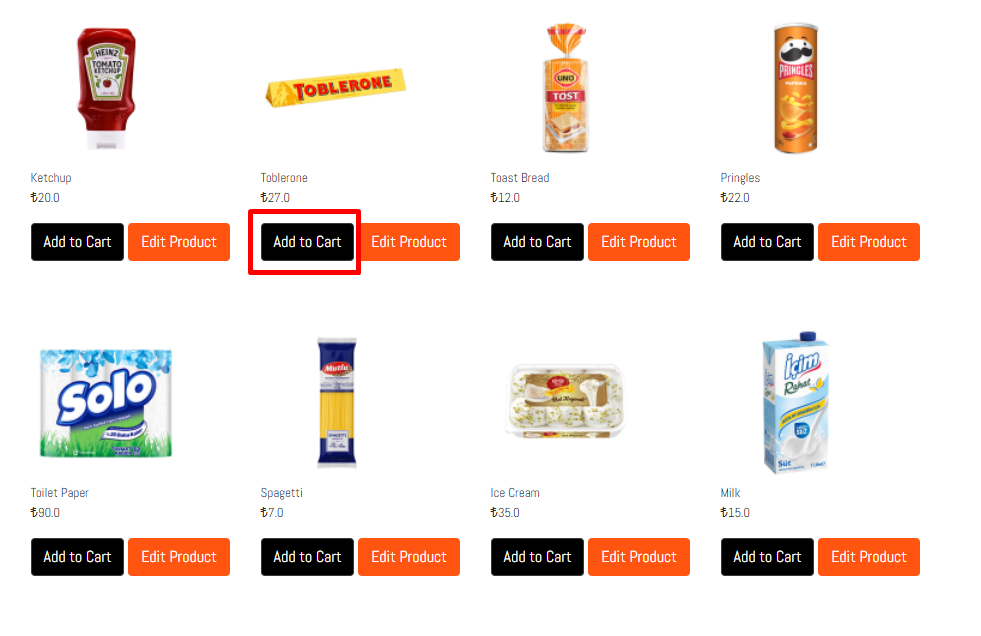 HEINZ
TOMATO
KETCHUP
TOBLERONE
UNO
TOST
PRINGLES
PAPRIKA
Ketchup
₺20.0
Toblerone
₺27.0
Toast Bread
₺12.0
Pringles
₺22.0
Add to Cart Edit Product Add to Cart Edit Product Add to Cart Edit Product Add to Cart Edit Product
Solo
Mutlu
SPAGETTI
İçim
Rahat
Süt
Toilet Paper
₺90.0
Spagetti
₺7.0
Ice Cream
₺35.0
Milk
₺15.0
Add to Cart Edit Product Add to Cart Edit Product Add to Cart Edit Product Add to Cart Edit Product